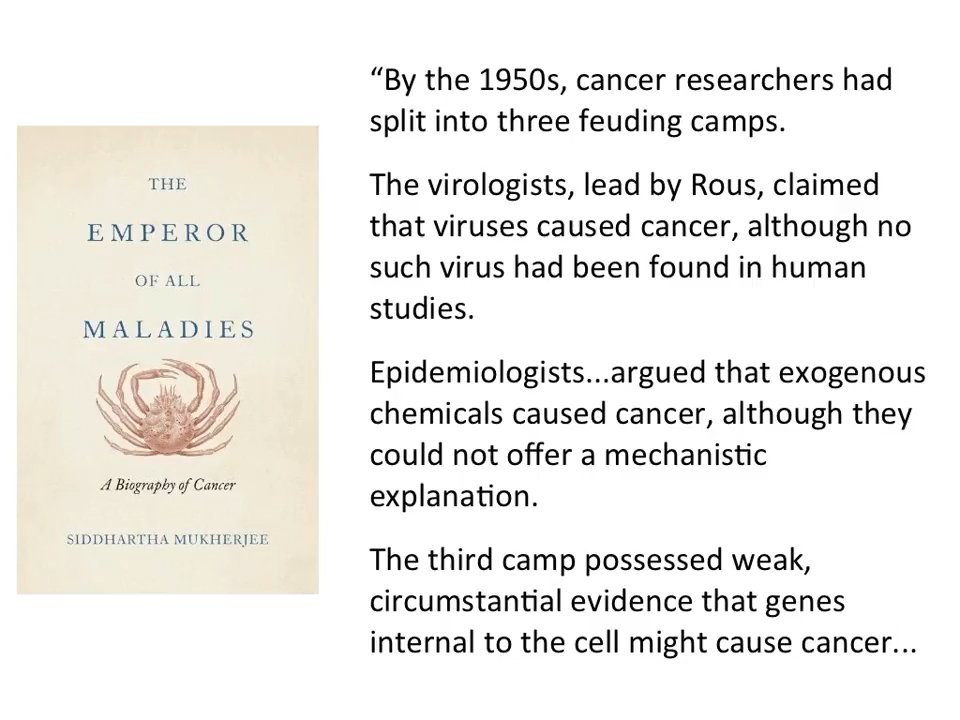 THE
EMPEROR
OF ALL
MALADIES
A Biography of Cancer
SIDDHARTHA MUKHERJEE
“By the 1950s, cancer researchers had
split into three feuding camps.
The virologists, lead by Rous, claimed
that viruses caused cancer, although no
such virus had been found in human
studies.
Epidemiologists...argued that exogenous
chemicals caused cancer, although they
could not offer a mechanistic
explanation.
The third camp possessed weak,
circumstantial evidence that genes
internal to the cell might cause cancer...